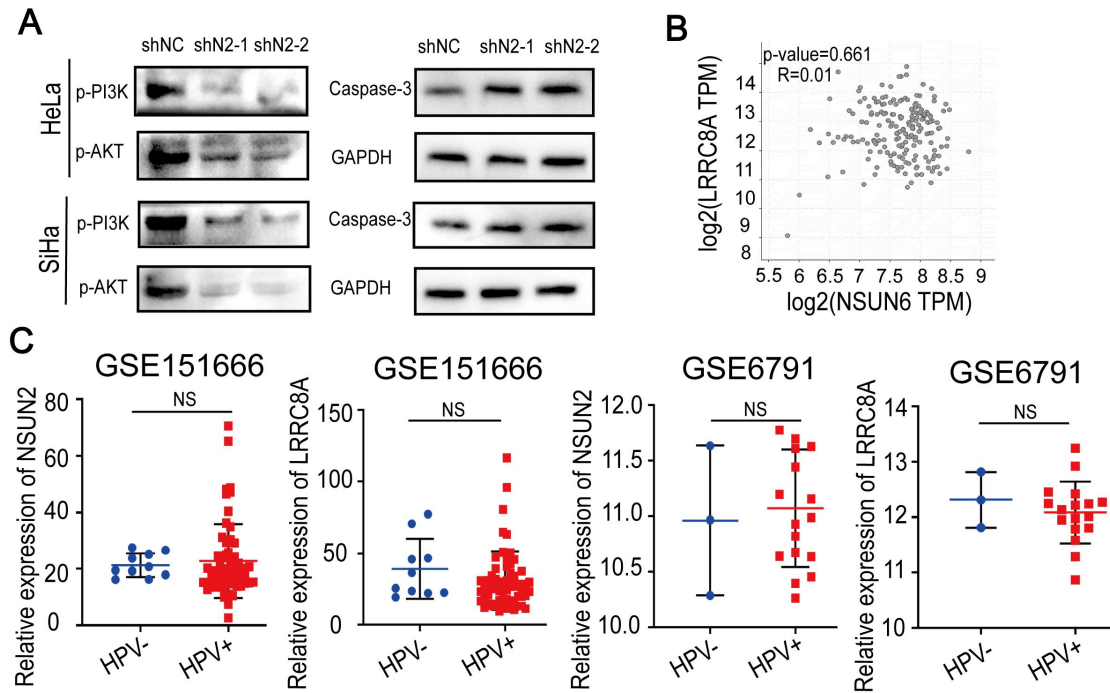 A
shNC shN2-1 shN2-2
shNC shN2-1 shN2-2
HeLa
p-PI3K
Caspase-3
p-AKT
GAPDH
SiHa
p-PI3K
Caspase-3
p-AKT
GAPDH
B
p-value=0.661
R=0.01
log2(LRRC8A TPM)
14
13
12
11
10
9
8
5.5 6 6.5 7 7.5 8 8.5 9
log2(NSUN6 TPM)
C
GSE151666
Relative expression of NSUN2
80
60
40
20
0
NS
HPV- HPV+
GSE151666
Relative expression of LRRC8A
150
100
50
0
NS
HPV- HPV+
GSE6791
Relative expression of NSUN2
12.0
11.5
11.0
10.5
10.0
NS
HPV- HPV+
GSE6791
Relative expression of LRRC8A
14
13
12
11
10
NS
HPV- HPV+